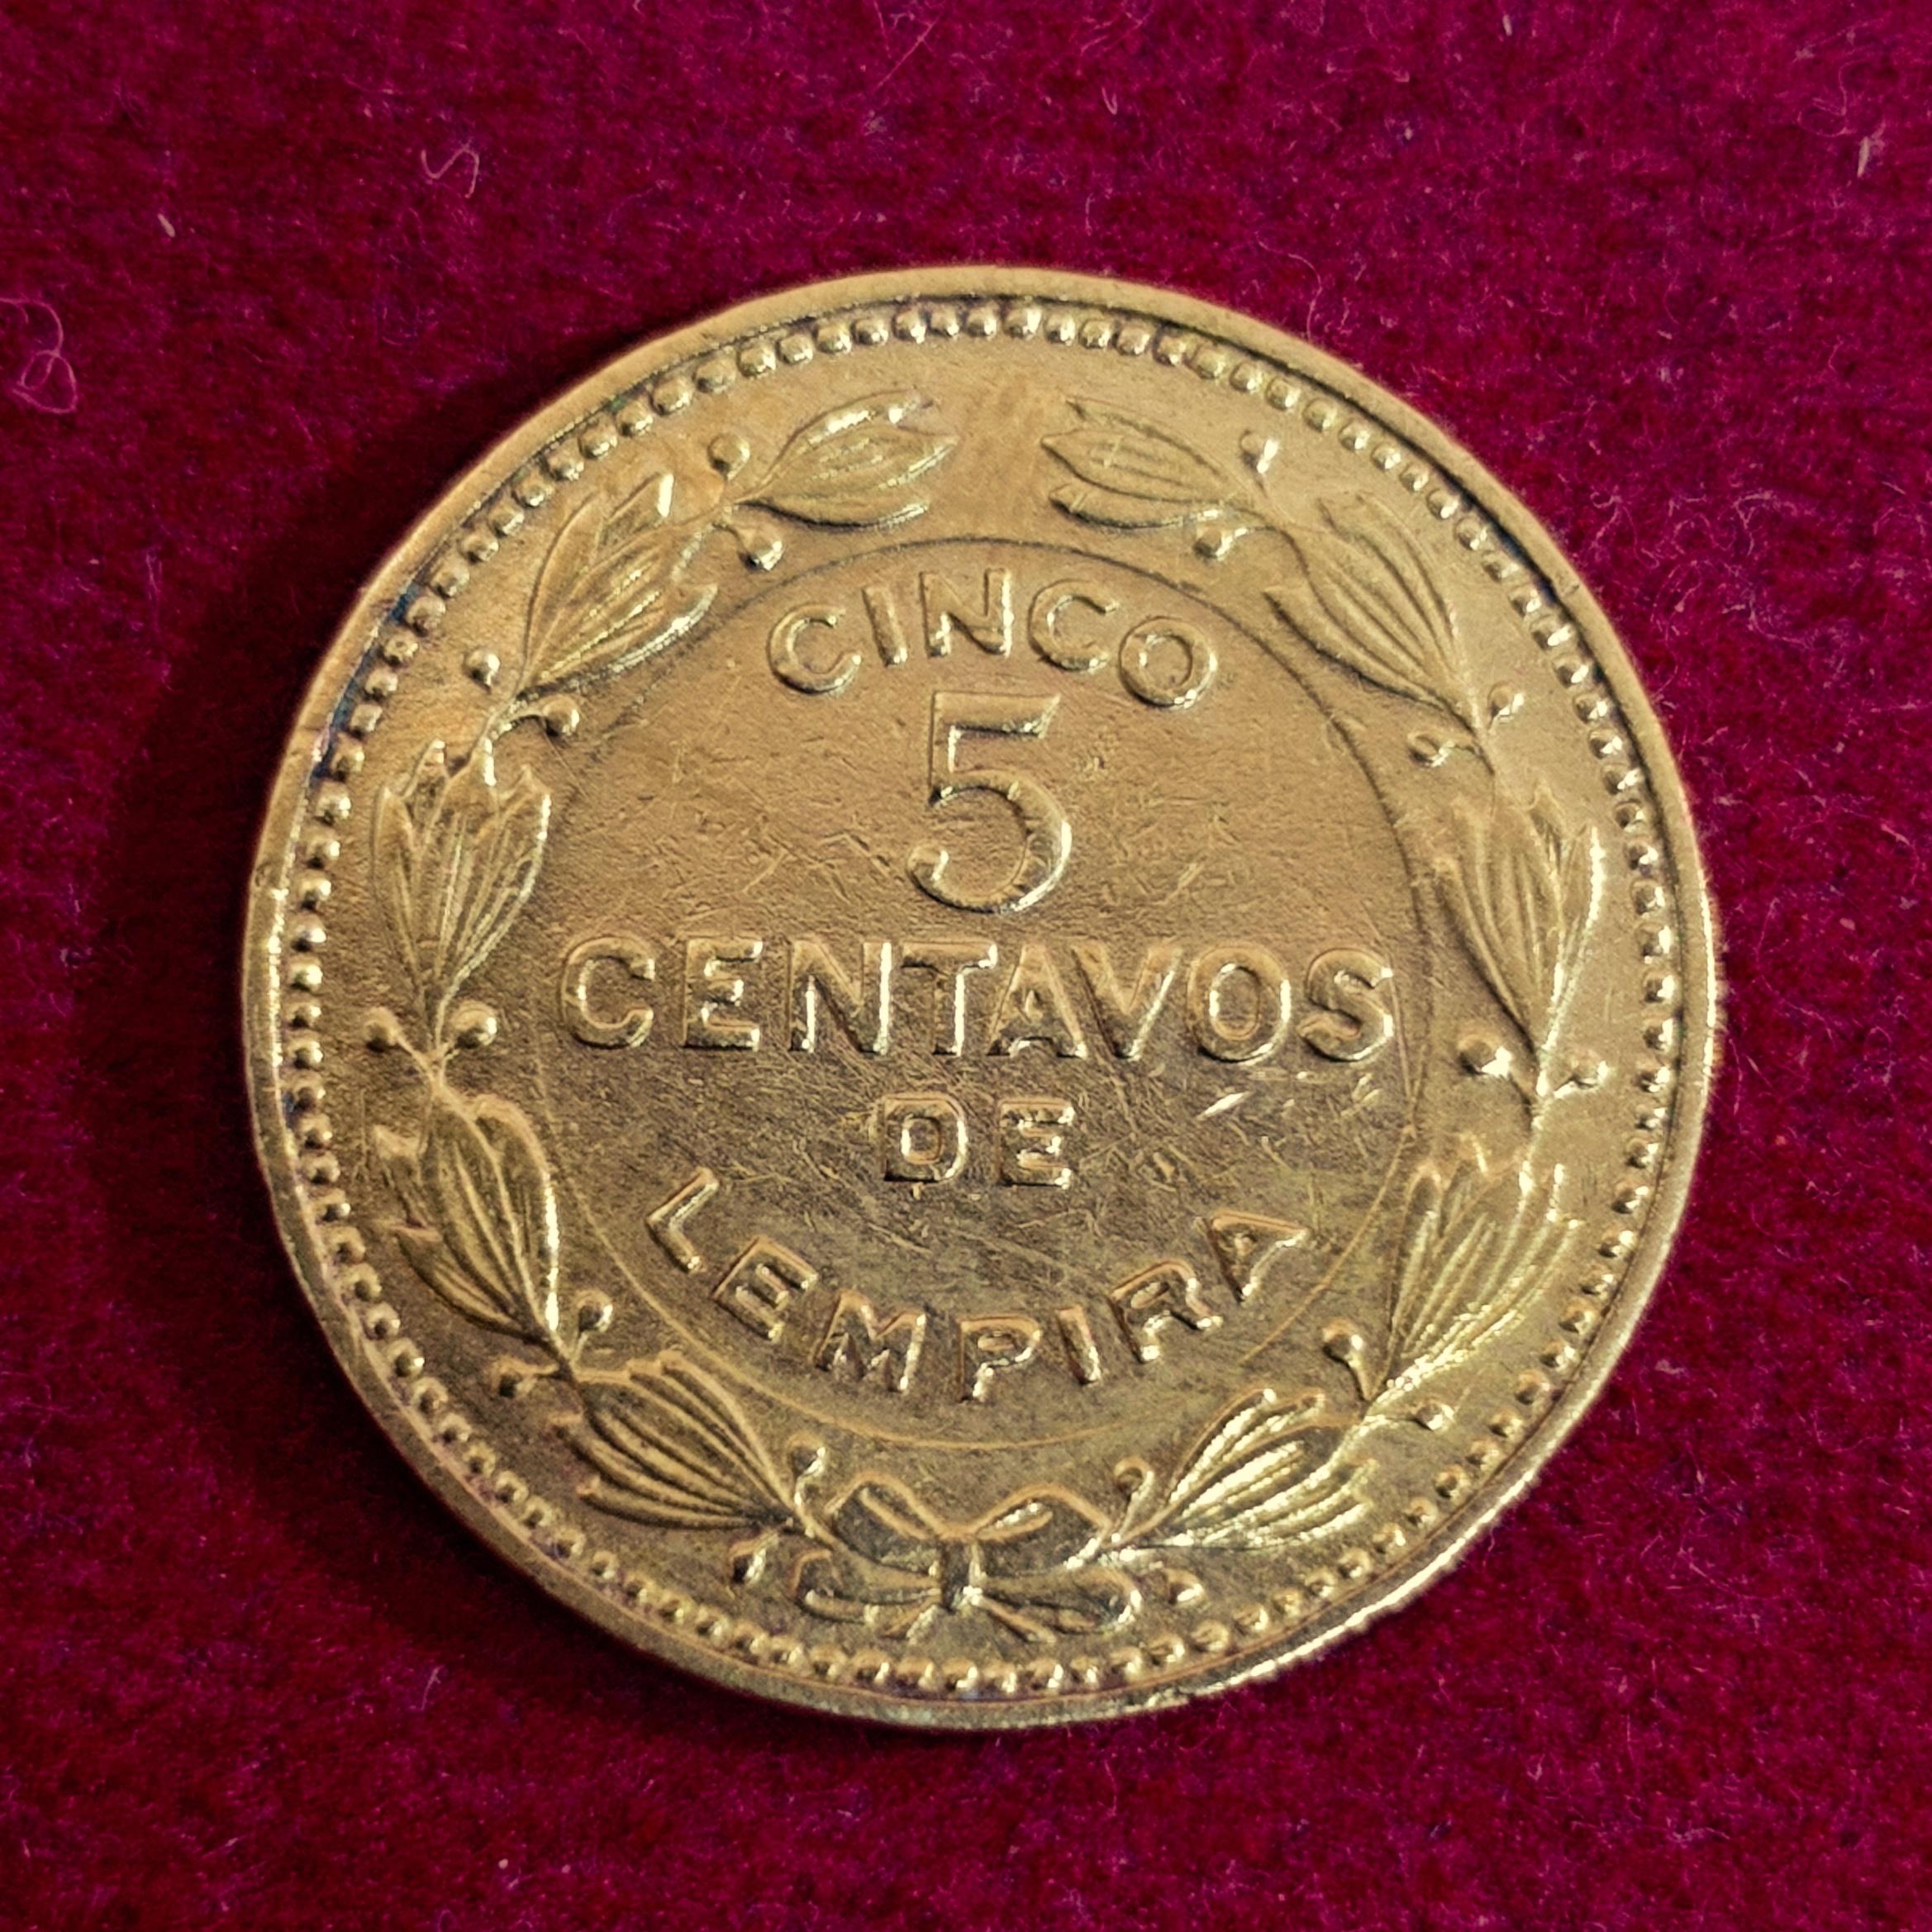 CINCO
5
CENTAVOS
DE
LEMPIRA